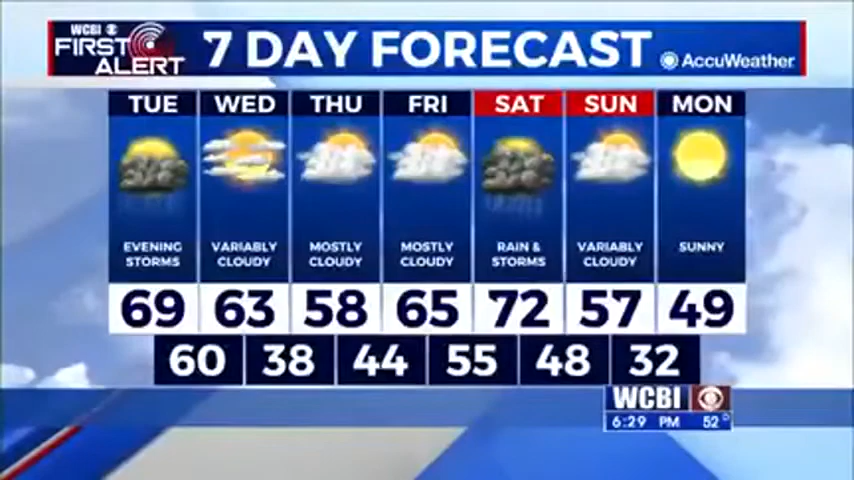 WCBI
FIRST
ALERT
7 DAY FORECAST
AccuWeather
TUE WED THU FRI SAT SUN MON
EVENING STORMS
VARIABLY CLOUDY
MOSTLY CLOUDY
MOSTLY CLOUDY
RAIN & STORMS
VARIABLY CLOUDY
SUNNY
69 63 58 65 72 57 49
60 38 44 55 48 32
WCBI
6:29 PM 52°